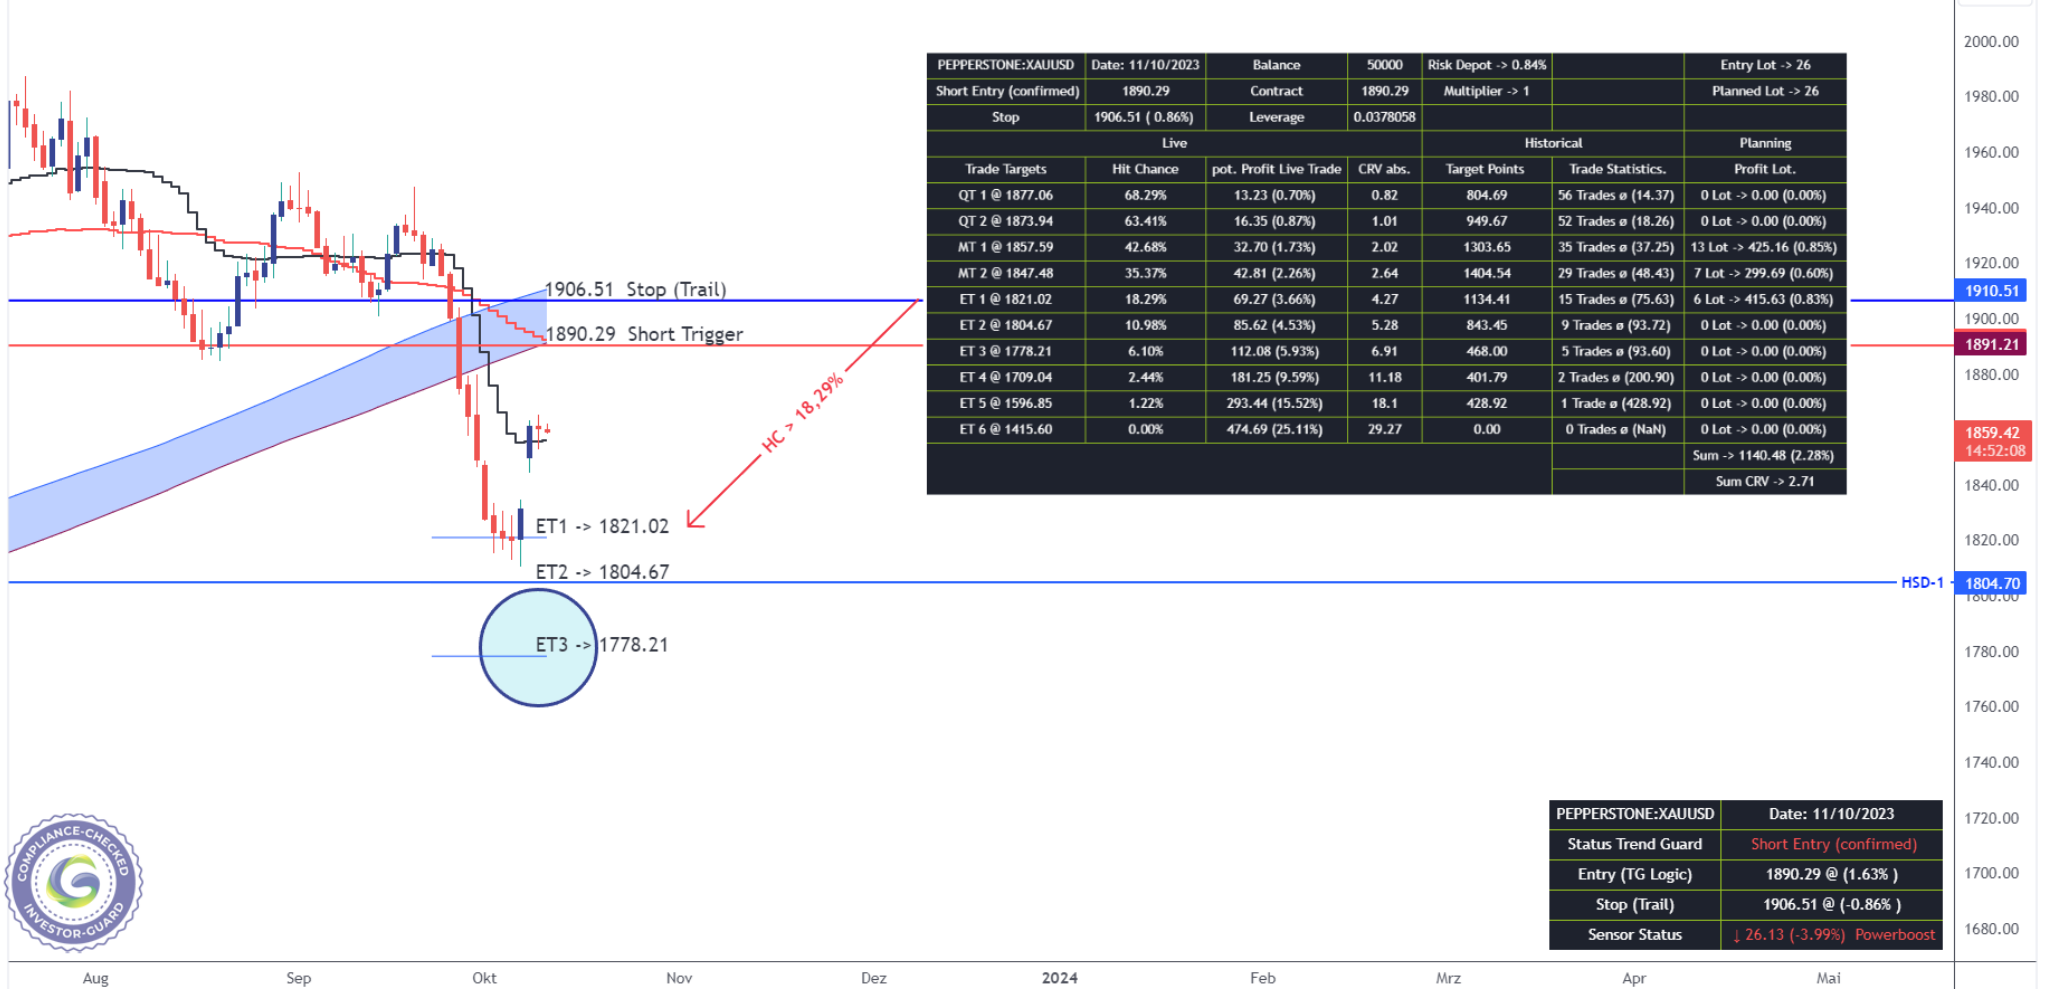 2000.00
1980.00
1960.00
1940.00
1920.00
1910.51
1900.00
1891.21
1880.00
1859.42
14:52:08
1840.00
1820.00
HSD-1
1804.70
1800.00
1780.00
1760.00
1740.00
1720.00
1700.00
1680.00
PEPPERSTONE:XAUUSD Date: 11/10/2023 Balance 50000 Risk Depot -> 0.84% Entry Lot -> 26
Short Entry (confirmed) 1890.29 Contract 1890.29 Multiplier -> 1 Planned Lot -> 26
Stop 1906.51 ( 0.86%) Leverage 0.0378058
Live Historical Planning
Trade Targets Hit Chance pot. Profit Live Trade CRV abs. Target Points Trade Statistics. Profit Lot.
QT 1 @ 1877.06 68.29% 13.23 (0.70%) 0.82 804.69 56 Trades ø (14.37) 0 Lot -> 0.00 (0.00%)
QT 2 @ 1873.94 63.41% 16.35 (0.87%) 1.01 949.67 52 Trades ø (18.26) 0 Lot -> 0.00 (0.00%)
MT 1 @ 1857.59 42.68% 32.70 (1.73%) 2.02 1303.65 35 Trades ø (37.25) 13 Lot -> 425.16 (0.85%)
MT 2 @ 1847.48 35.37% 42.81 (2.26%) 2.64 1404.54 29 Trades ø (48.43) 7 Lot -> 299.69 (0.60%)
ET 1 @ 1821.02 18.29% 69.27 (3.66%) 4.27 1134.41 15 Trades ø (75.63) 6 Lot -> 415.63 (0.83%)
ET 2 @ 1804.67 10.98% 85.62 (4.53%) 5.28 843.45 9 Trades ø (93.72) 0 Lot -> 0.00 (0.00%)
ET 3 @ 1778.21 6.10% 112.08 (5.93%) 6.91 468.00 5 Trades ø (93.60) 0 Lot -> 0.00 (0.00%)
ET 4 @ 1709.04 2.44% 181.25 (9.59%) 11.18 401.79 2 Trades ø (200.90) 0 Lot -> 0.00 (0.00%)
ET 5 @ 1596.85 1.22% 293.44 (15.52%) 18.1 428.92 1 Trade ø (428.92) 0 Lot -> 0.00 (0.00%)
ET 6 @ 1415.60 0.00% 474.69 (25.11%) 29.27 0.00 0 Trades ø (NaN) 0 Lot -> 0.00 (0.00%)
Sum -> 1140.48 (2.28%)
Sum CRV -> 2.71
1906.51 Stop (Trail)
1890.29 Short Trigger
HC > 18,29%
ET1 -> 1821.02
ET2 -> 1804.67
ET3 -> 1778.21
COMPLIANCE-CHECKED
INVESTOR-GUARD
PEPPERSTONE:XAUUSD Date: 11/10/2023
Status Trend Guard Short Entry (confirmed)
Entry (TG Logic) 1890.29 @ (1.63% )
Stop (Trail) 1906.51 @ (-0.86% )
Sensor Status ↓ 26.13 (-3.99%) Powerboost
Aug Sep Okt Nov Dez 2024 Feb Mrz Apr Mai